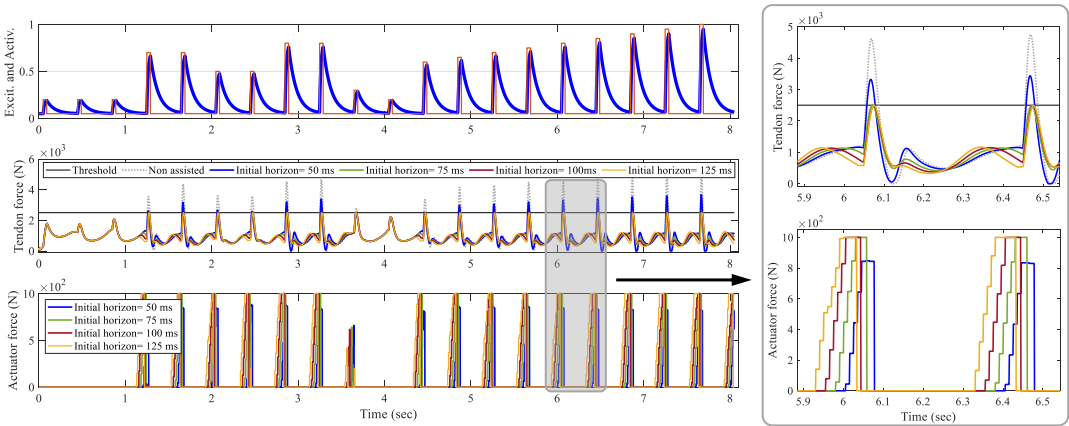 Excit. and Activ.
1
0.5
0
0 1 2 3 4 5 6 7 8
×10³
Tendon force (N)
6
4
2
0
Threshold Non assisted Initial horizon= 50 ms Initial horizon= 75 ms Initial horizon= 100ms Initial horizon= 125 ms
0 1 2 3 4 5 6 7 8
×10²
Actuator force (N)
10
5
0
Initial horizon= 50 ms
Initial horizon= 75 ms
Initial horizon= 100 ms
Initial horizon= 125 ms
0 1 2 3 4 5 6 7 8
Time (sec)
×10³
Tendon force (N)
5
4
3
2
1
0
5.9 6 6.1 6.2 6.3 6.4 6.5
×10²
Actuator force (N)
10
8
6
4
2
0
5.9 6 6.1 6.2 6.3 6.4 6.5
Time (sec)